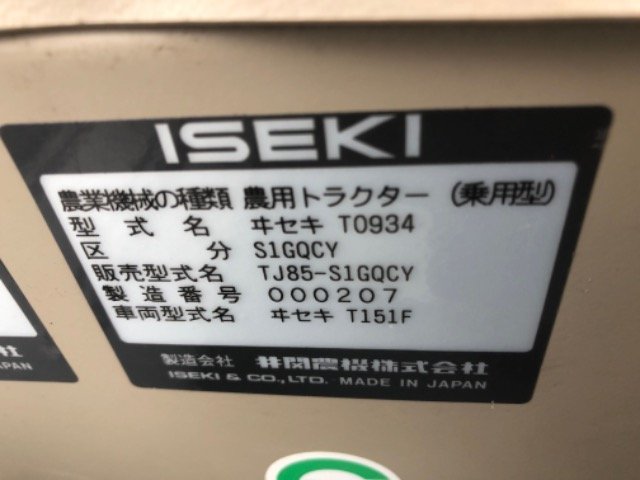 ISEKI
農業機械の種類 農用トラクター (乗用型)
型式名 ヰセキ T0934
区分 S1GQCY
販売型式名 TJ85-S1GQCY
製造番号 000207
車両型式名 ヰセキ T151F
製造会社 井関農機株式会社
ISEKI & CO., LTD. MADE IN JAPAN
会社
PAN